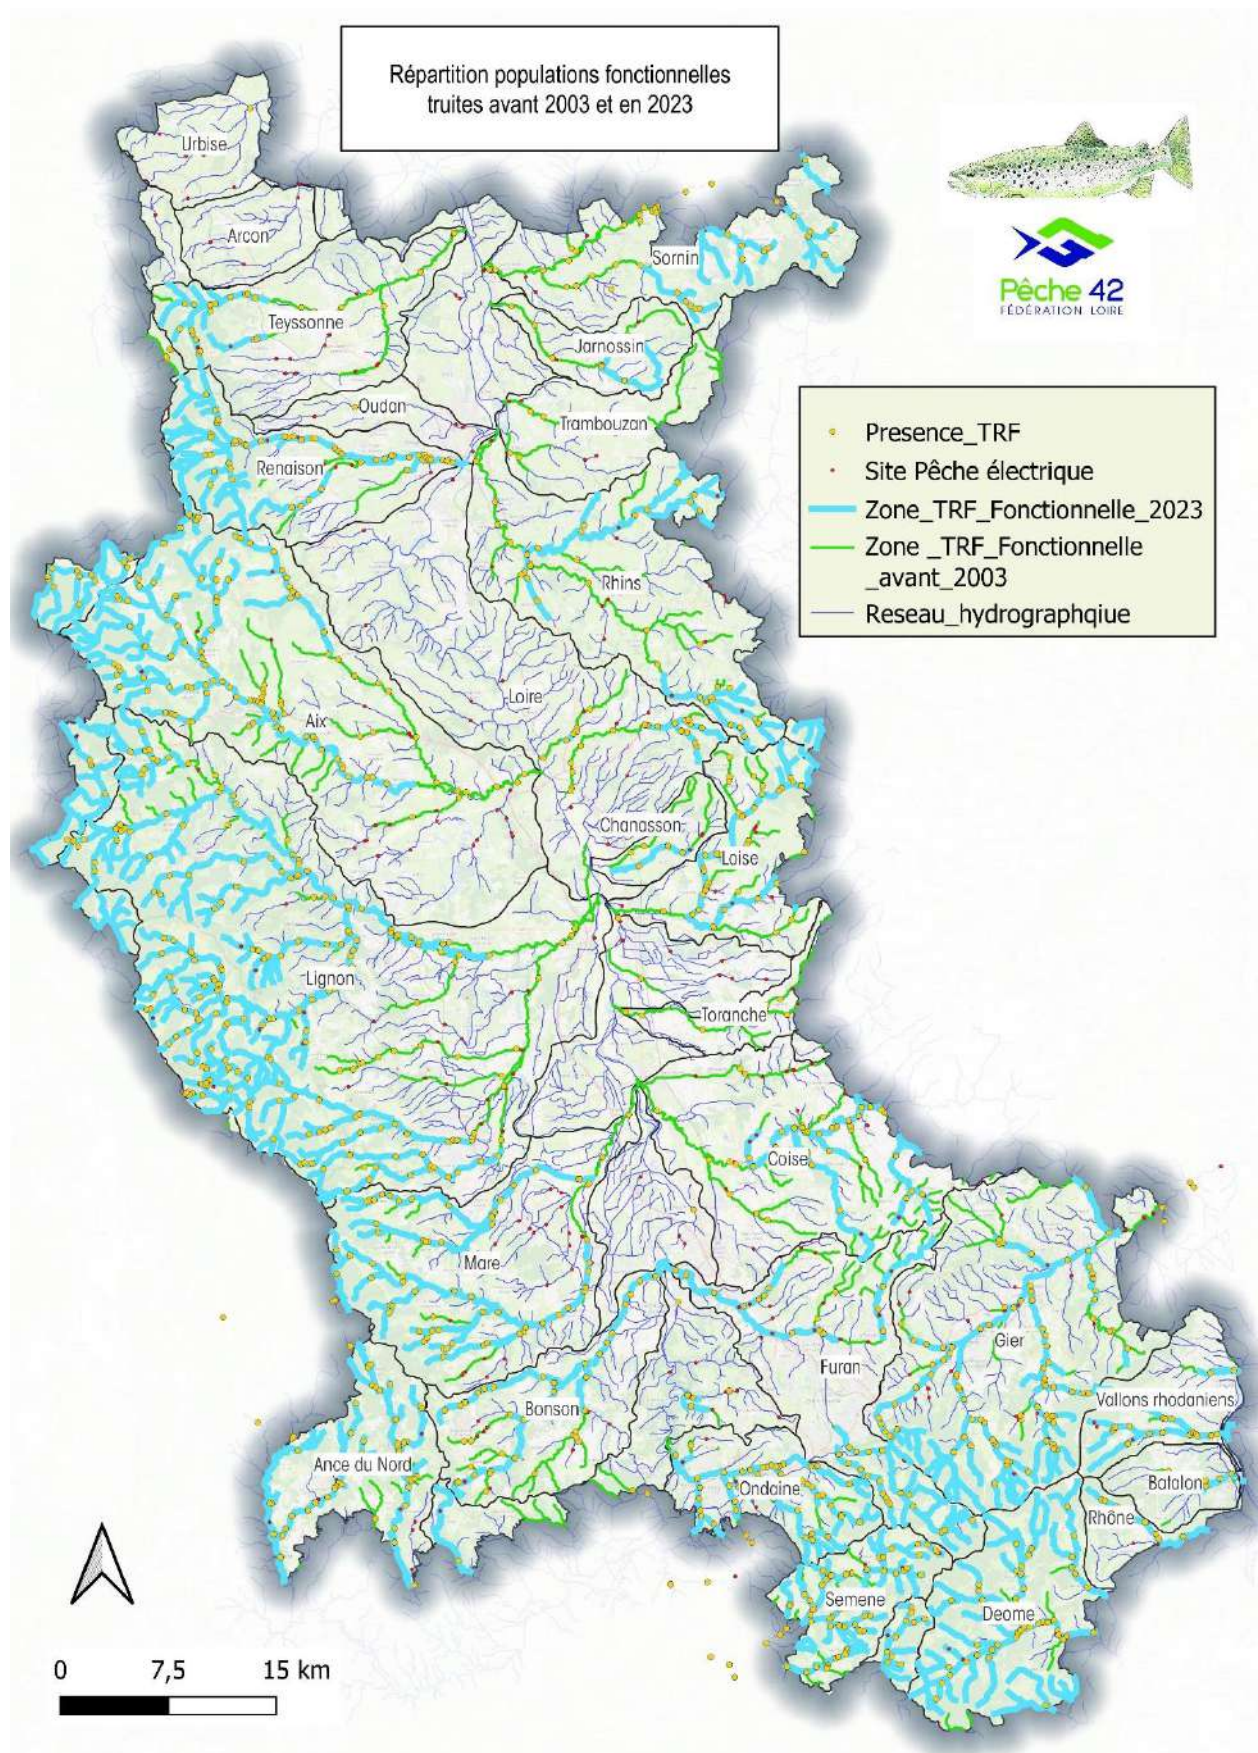 Répartition populations fonctionnelles
truites avant 2003 et en 2023
Pêche 42
FÉDÉRATION LOIRE
Presence_TRF
Site Pêche électrique
Zone_TRF_Fonctionnelle_2023
Zone _TRF_Fonctionnelle
_avant_2003
Reseau_hydrographqiue
Urbise
Arcon
Sornin
Teyssonne
Jarnossin
Oudan
Trambouzan
Renaison
Rhins
Loire
Aix
Chanasson
Loise
Lignon
Toranche
Coise
Mare
Gier
Furan
Vallons rhodaniens
Bonson
Ance du Nord
Ondaine
Batalon
Rhône
Semene
Deome
0 7,5 15 km